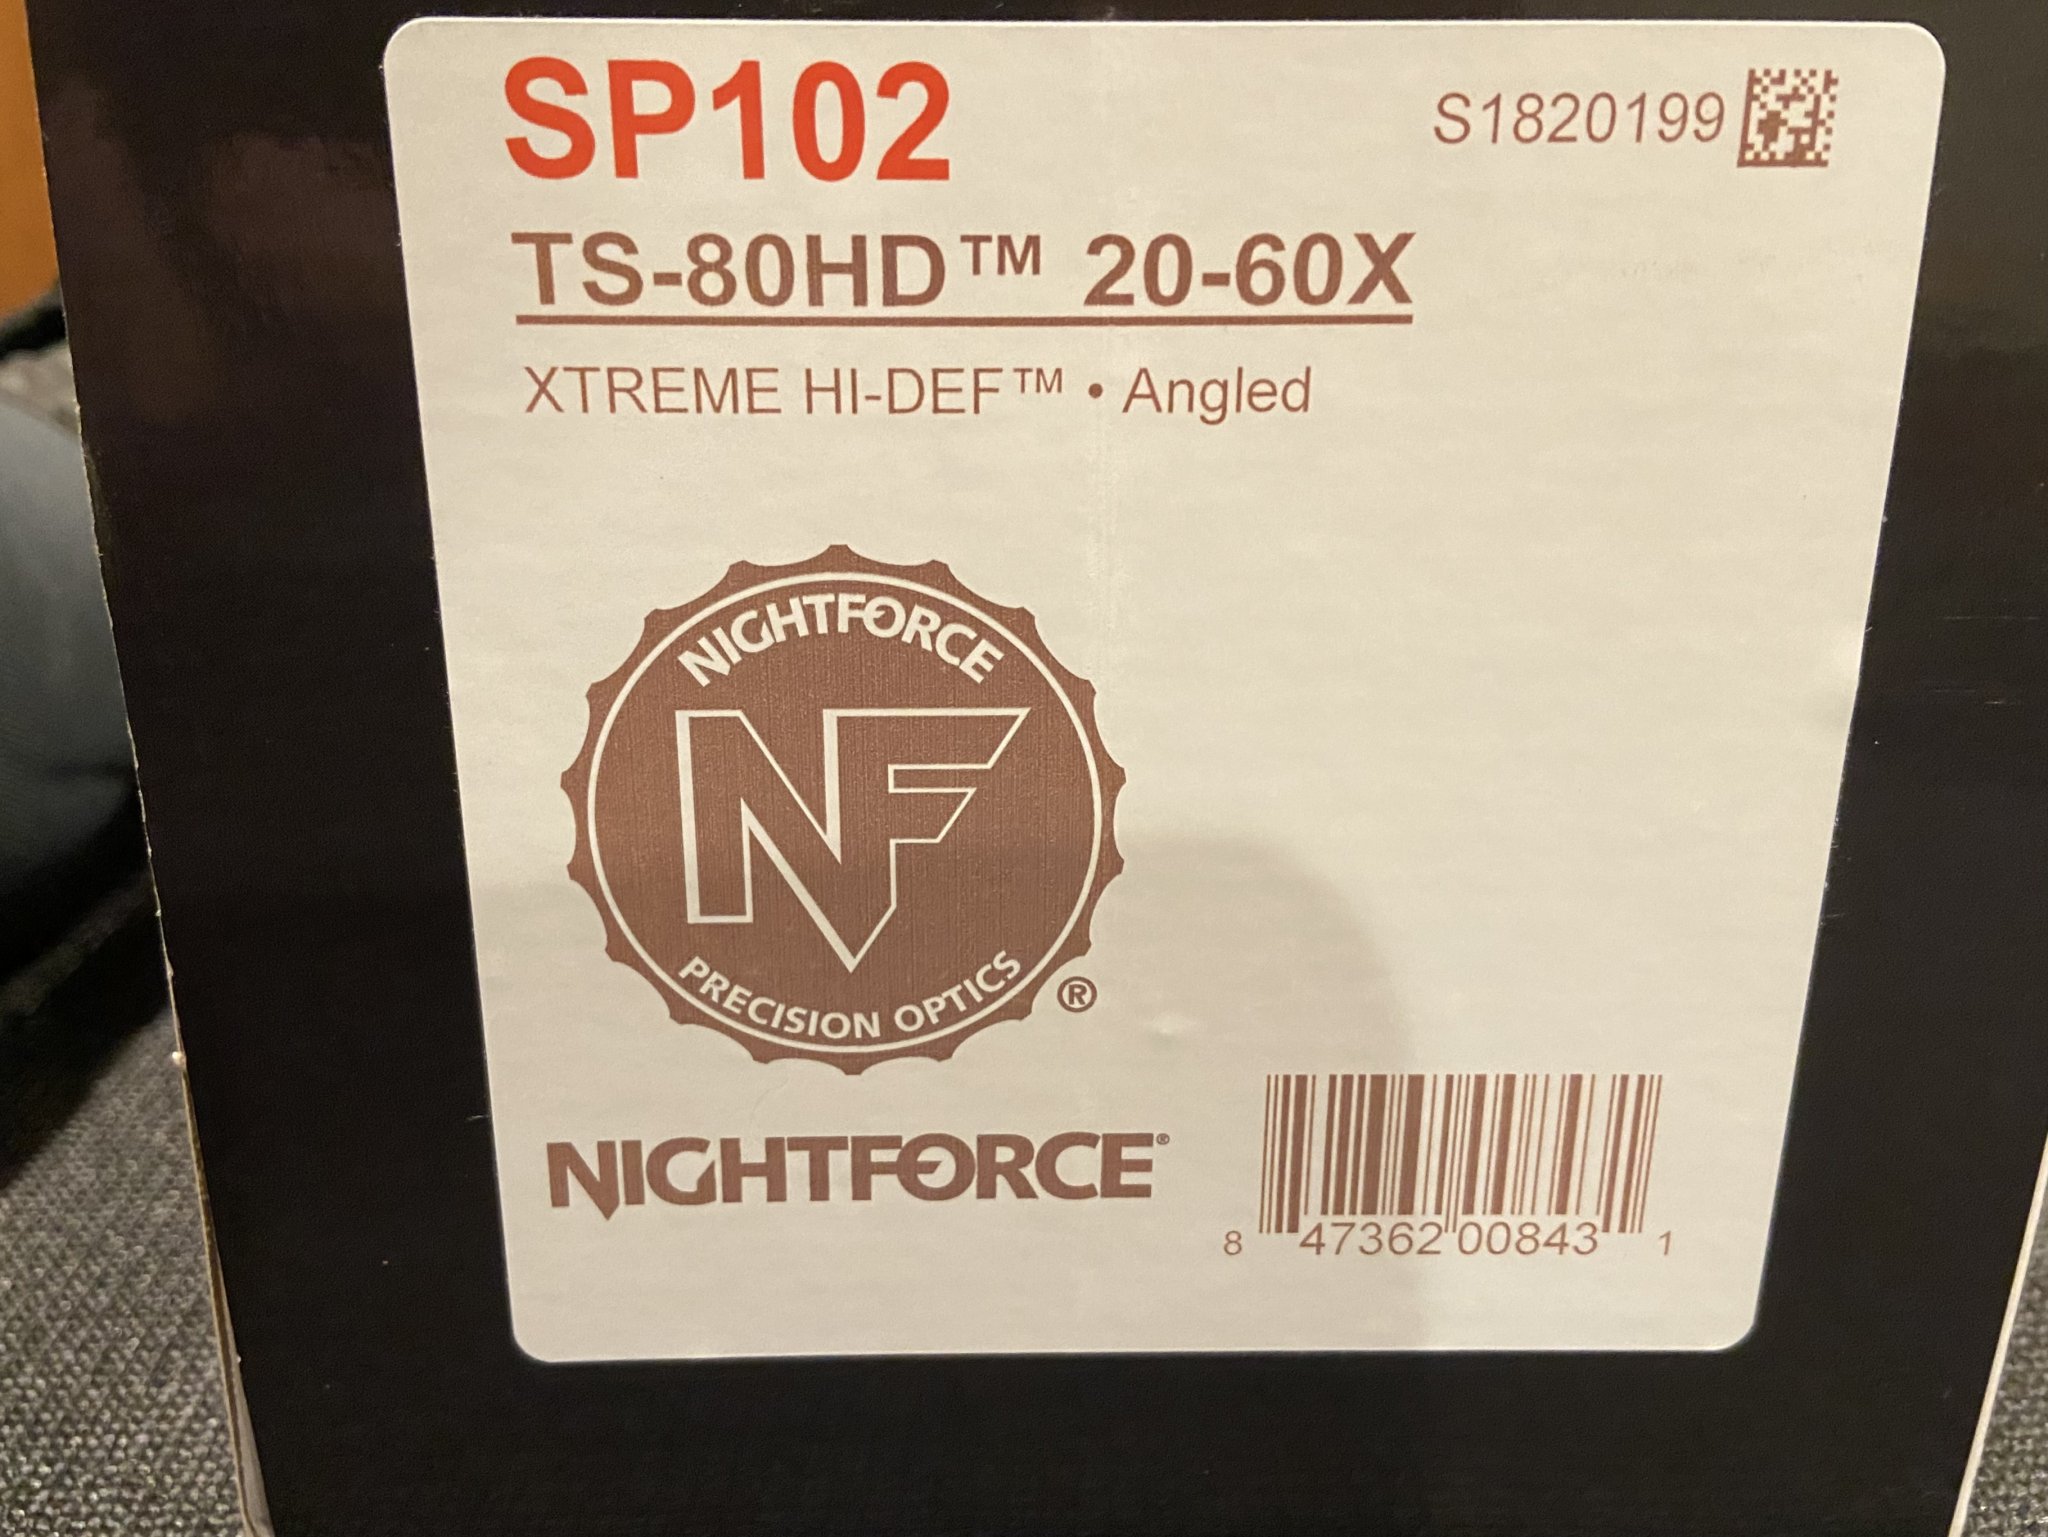 SP102
S1820199
TS-80HD™ 20-60X
XTREME HI-DEF™ • Angled
NIGHTFORCE
NF
PRECISION OPTICS
®
NIGHTFORCE®
8 47362 00843 1